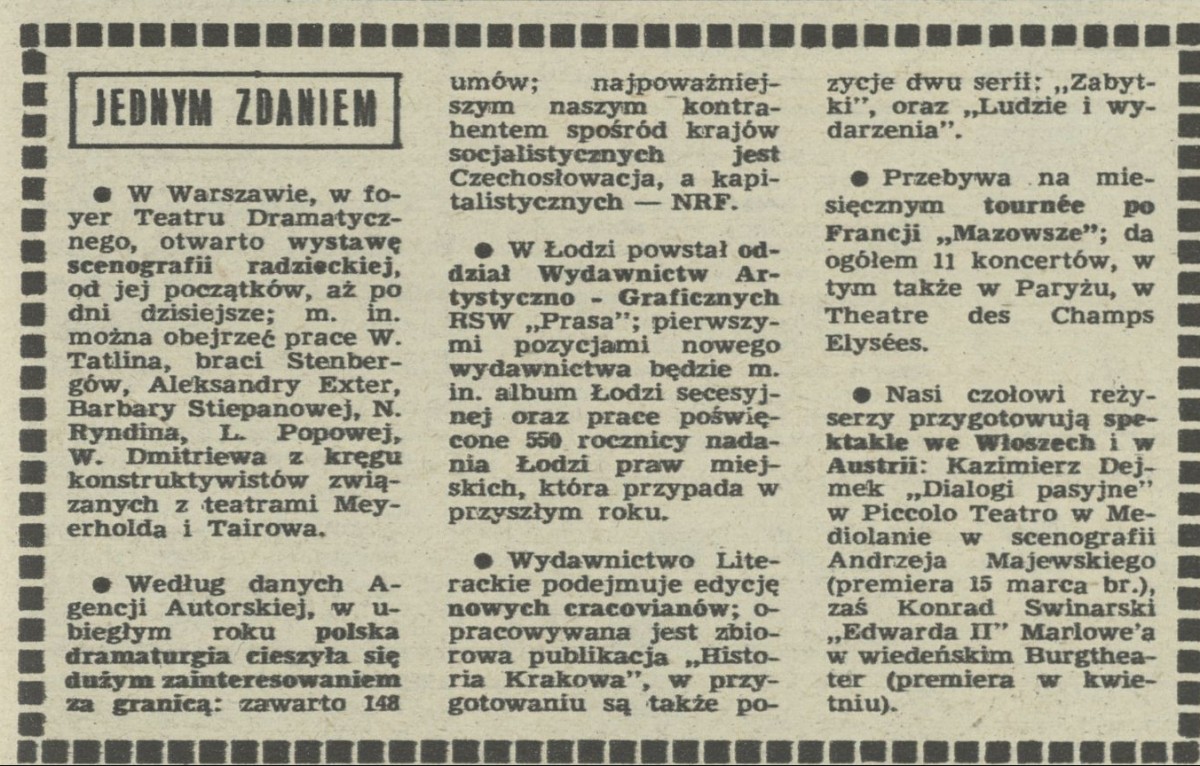 JEDNYM ZDANIEM
● W Warszawie, w fo-
yer Teatru Dramatycz-
nego, otwarto wystawę
scenografii radzieckiej,
od jej początków, aż po
dni dzisiejsze; m. in.
można obejrzeć prace W.
Tatlina, braci Stenber-
gów, Aleksandry Exter,
Barbary Stiepanowej, N.
Ryndina, L. Popowej,
W. Dmitriewa z kręgu
konstruktywistów zwią-
zanych z teatrami Mey-
erholda i Tairowa.
● Według danych A-
gencji Autorskiej, w u-
biegłym roku polska
dramaturgia cieszyła się
dużym zainteresowaniem
za granicą: zawarto 148
umów; najpoważniej-
szym naszym kontra-
hentem spośród krajów
socjalistycznych jest
Czechosłowacja, a kapi-
talistycznych — NRF.
● W Łodzi powstał od-
dział Wydawnictw Ar-
tystyczno - Graficznych
RSW „Prasa”; pierwszy-
mi pozycjami nowego
wydawnictwa będzie m.
in. album Łodzi secesyj-
nej oraz prace poświę-
cone 550 rocznicy nada-
nia Łodzi praw miej-
skich, która przypada w
przyszłym roku.
● Wydawnictwo Lite-
rackie podejmuje edycję
nowych cracovianów; o-
pracowywana jest zbio-
rowa publikacja „Histo-
ria Krakowa”, w przy-
gotowaniu są także po-
zycje dwu serii: „Zabyt-
ki”, oraz „Ludzie i wy-
darzenia”.
● Przebywa na mie-
sięcznym tournée po
Francji „Mazowsze”; da
ogółem 11 koncertów, w
tym także w Paryżu, w
Theatre des Champs
Elysées.
● Nasi czołowi reży-
serzy przygotowują spe-
ktakle we Włoszech i w
Austrii: Kazimierz Dej-
mek „Dialogi pasyjne”
w Piccolo Teatro w Me-
diolanie w scenografii
Andrzeja Majewskiego
(premiera 15 marca br.),
zaś Konrad Swinarski
„Edwarda II” Marlowe'a
w wiedeńskim Burgthea-
ter (premiera w kwie-
tniu).